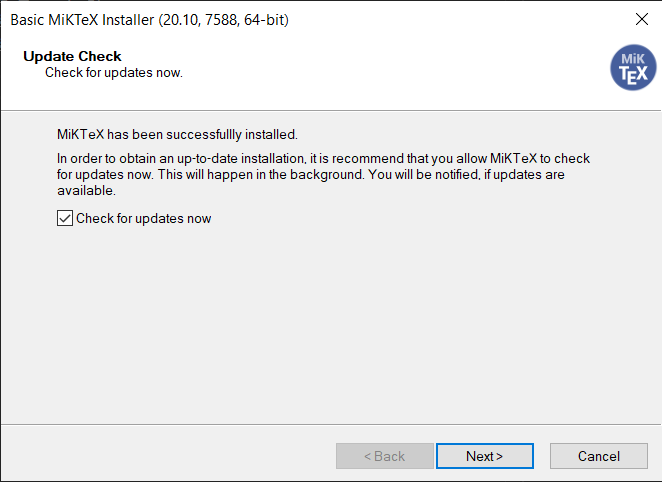 Basic MiKTeX Installer (20.10, 7588, 64-bit)
Update Check
Check for updates now.
MiK
TEX
MiKTeX has been successfullly installed.
In order to obtain an up-to-date installation, it is recommend that you allow MiKTeX to check
for updates now. This will happen in the background. You will be notified, if updates are
available.
Check for updates now
< Back
Next >
Cancel